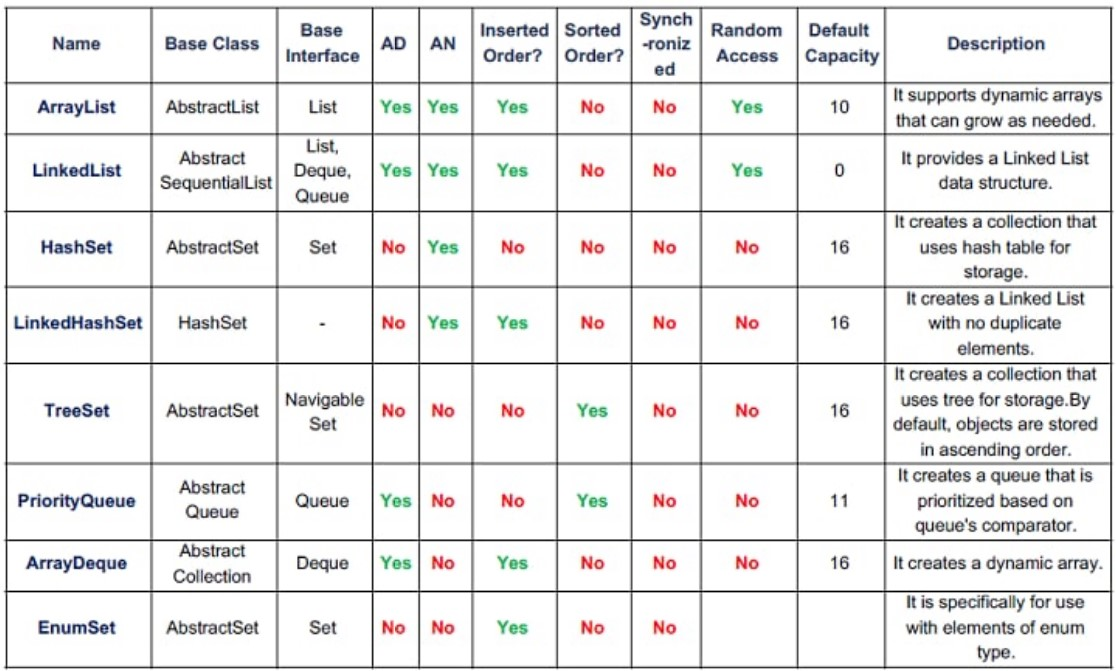 Name Base Class Base Interface AD AN Inserted Order? Sorted Order? Synch-ronized Random Access Default Capacity Description
ArrayList AbstractList List Yes Yes Yes No No Yes 10 It supports dynamic arrays that can grow as needed.
LinkedList Abstract SequentialList List, Deque, Queue Yes Yes Yes No No Yes 0 It provides a Linked List data structure.
HashSet AbstractSet Set No Yes No No No No 16 It creates a collection that uses hash table for storage.
LinkedHashSet HashSet - No Yes Yes No No No 16 It creates a Linked List with no duplicate elements.
TreeSet AbstractSet Navigable Set No No No Yes No No 16 It creates a collection that uses tree for storage.By default, objects are stored in ascending order.
PriorityQueue Abstract Queue Queue Yes No No Yes No No 11 It creates a queue that is prioritized based on queue's comparator.
ArrayDeque Abstract Collection Deque Yes No Yes No No No 16 It creates a dynamic array.
EnumSet AbstractSet Set No No Yes No No It is specifically for use with elements of enum type.